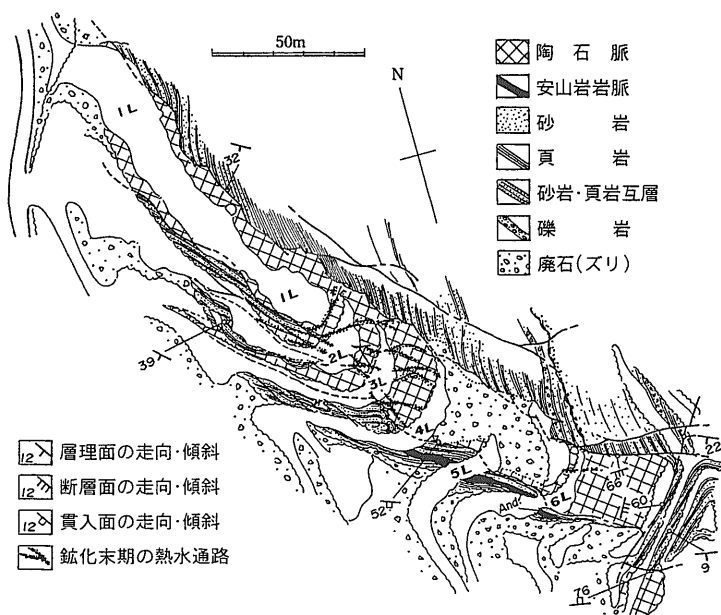 50m
N
陶石脈
安山岩岩脈
砂岩
頁岩
砂岩・頁岩互層
礫岩
廃石(ズリ)
1L
32
1L
2L
39
3L
4L
5L
52
And.
6L
66
60
22
9
76
12 層理面の走向・傾斜
12 断層面の走向・傾斜
12 貫入面の走向・傾斜
鉱化末期の熱水通路